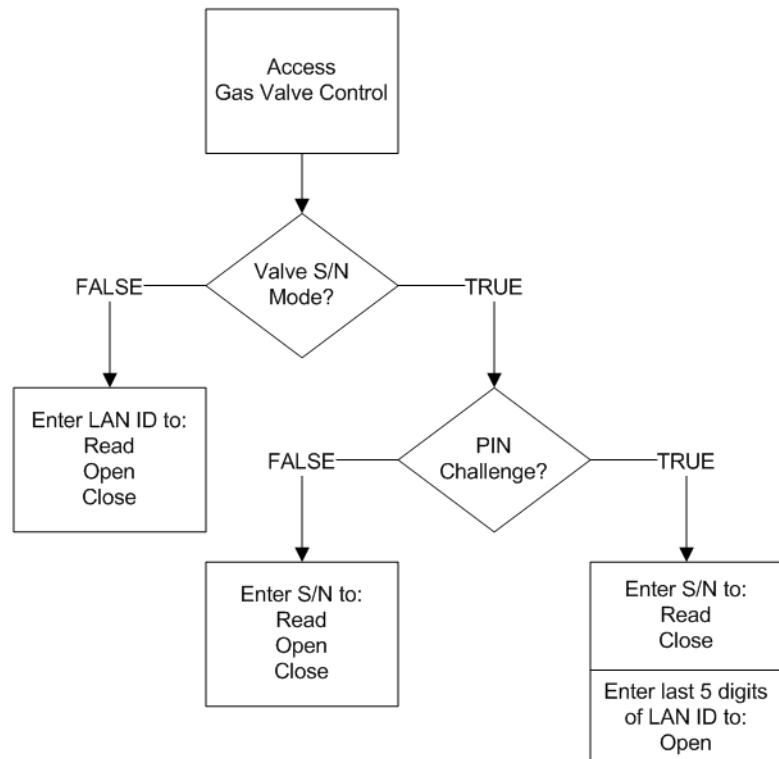 Access
Gas Valve Control
Valve S/N
Mode?
FALSE
TRUE
Enter LAN ID to:
Read
Open
Close
PIN
Challenge?
FALSE
TRUE
Enter S/N to:
Read
Open
Close
Enter S/N to:
Read
Close
Enter last 5 digits
of LAN ID to:
Open